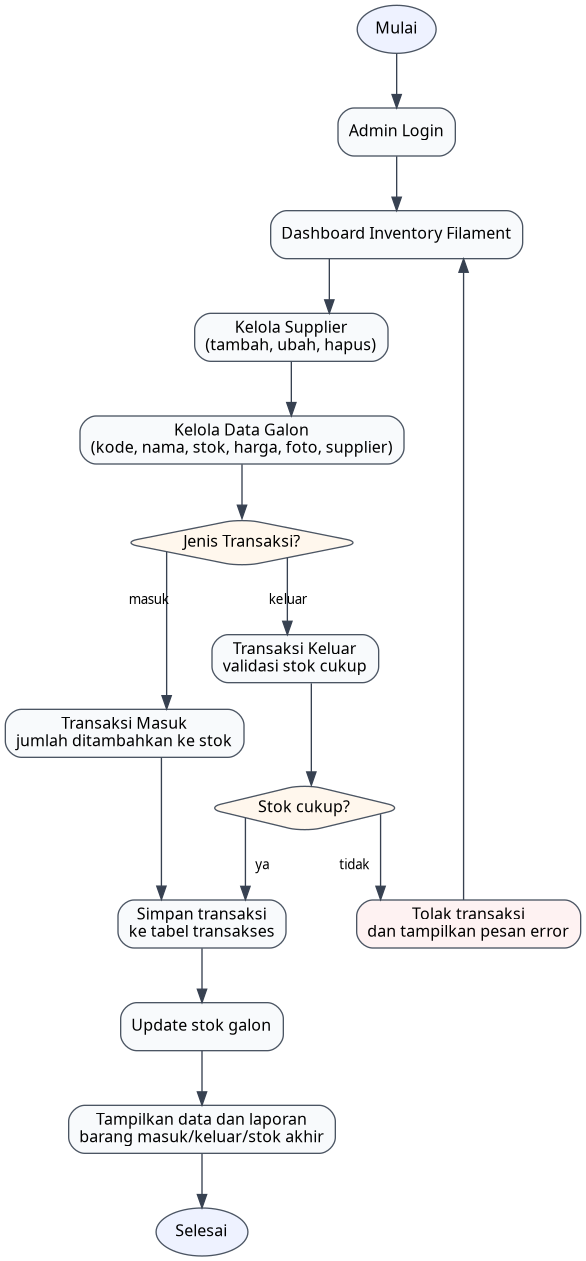 Mulai
Admin Login
Dashboard Inventory Filament
Kelola Supplier
(tambah, ubah, hapus)
Kelola Data Galon
(kode, nama, stok, harga, foto, supplier)
Jenis Transaksi?
masuk
keluar
Transaksi Keluar
validasi stok cukup
Transaksi Masuk
jumlah ditambahkan ke stok
Stok cukup?
ya
tidak
Simpan transaksi
ke tabel transakses
Tolak transaksi
dan tampilkan pesan error
Update stok galon
Tampilkan data dan laporan
barang masuk/keluar/stok akhir
Selesai